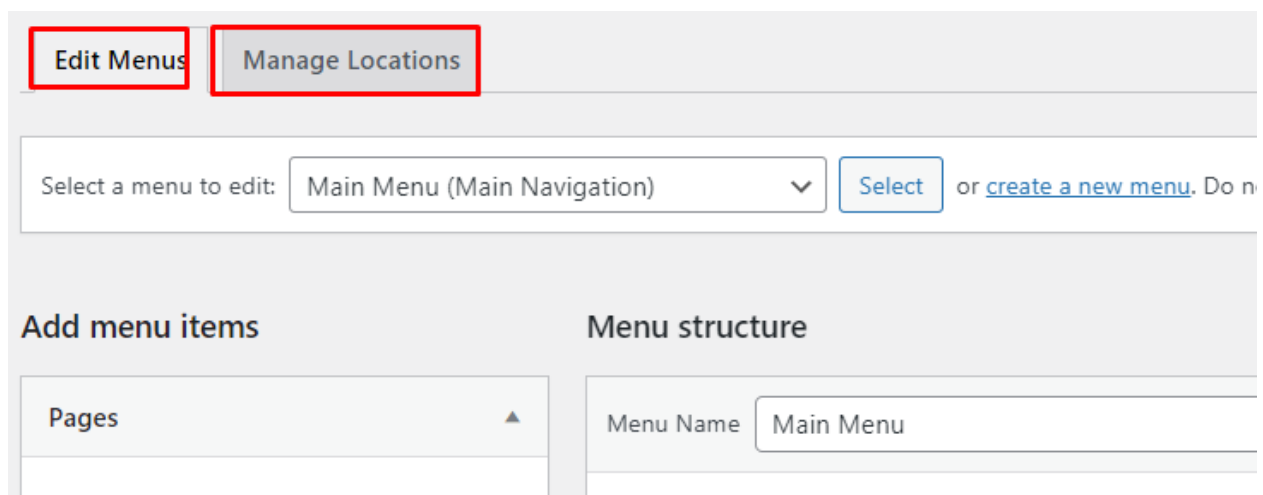 Edit Menus Manage Locations
Select a menu to edit: Main Menu (Main Navigation) Select or create a new menu. Do
Add menu items Menu structure
Pages Menu Name Main Menu